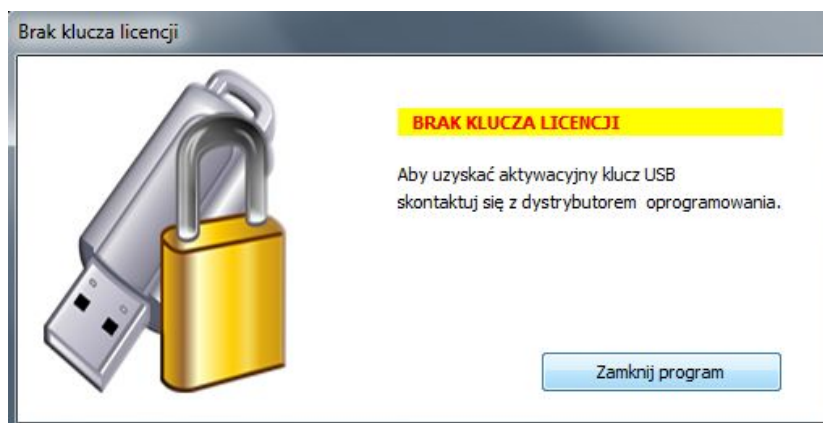 Brak klucza licencji
BRAK KLUCZA LICENCJI
Aby uzyskać aktywacyjny klucz USB
skontaktuj się z dystrybutorem oprogramowania.
Zamknij program